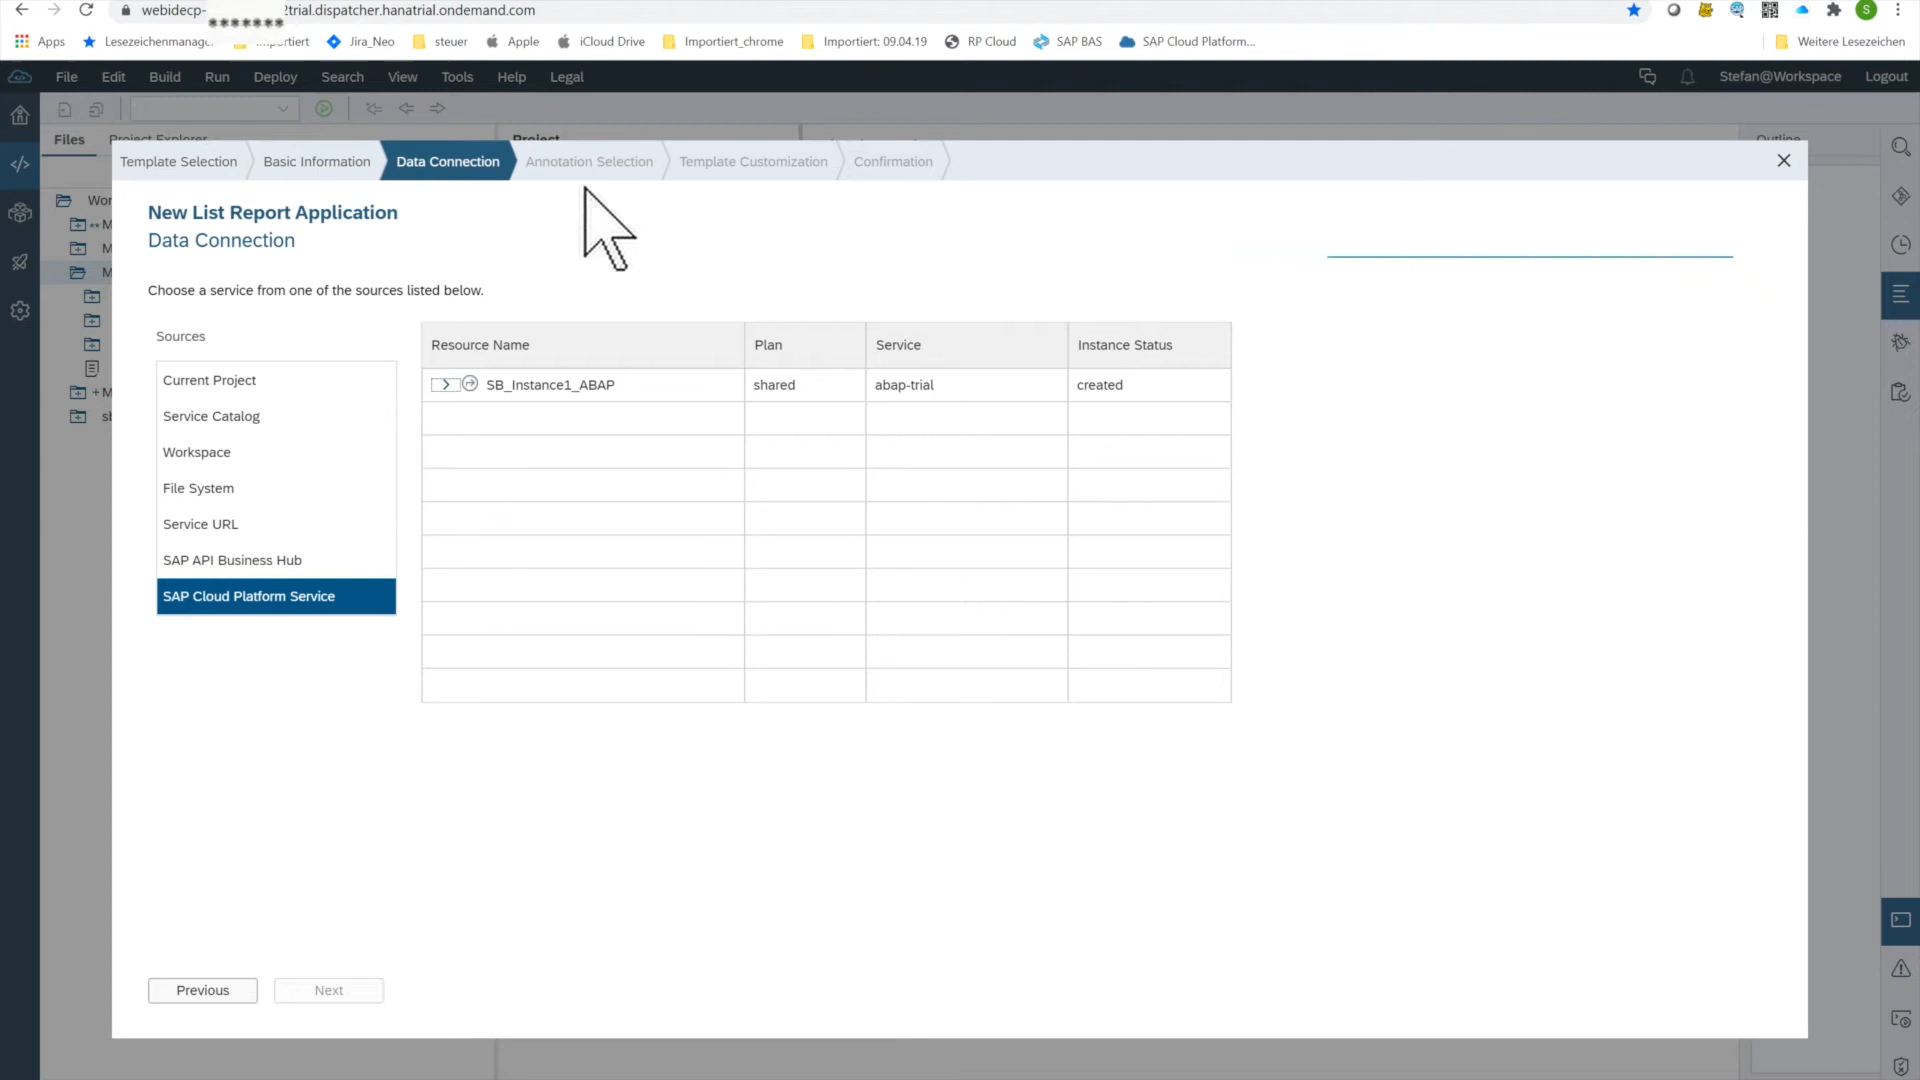 webidecp-*******2trial.dispatcher.hanatrial.ondemand.com
S
Apps Jira_Neo steuer Apple iCloud Drive Importiert_chrome Importiert: 09.04.19 RP Cloud SAP BAS SAP Cloud Platform... Weitere Lesezeichen
File Edit Build Run Deploy Search View Tools Help Legal Stefan@Workspace Logout
Files Project Explorer Project Outline
Template Selection Basic Information Data Connection Annotation Selection Template Customization Confirmation
New List Report Application
Data Connection
Choose a service from one of the sources listed below.
Sources
Current Project
Service Catalog
Workspace
File System
Service URL
SAP API Business Hub
SAP Cloud Platform Service
Resource Name Plan Service Instance Status
SB_Instance1_ABAP shared abap-trial created
Previous Next